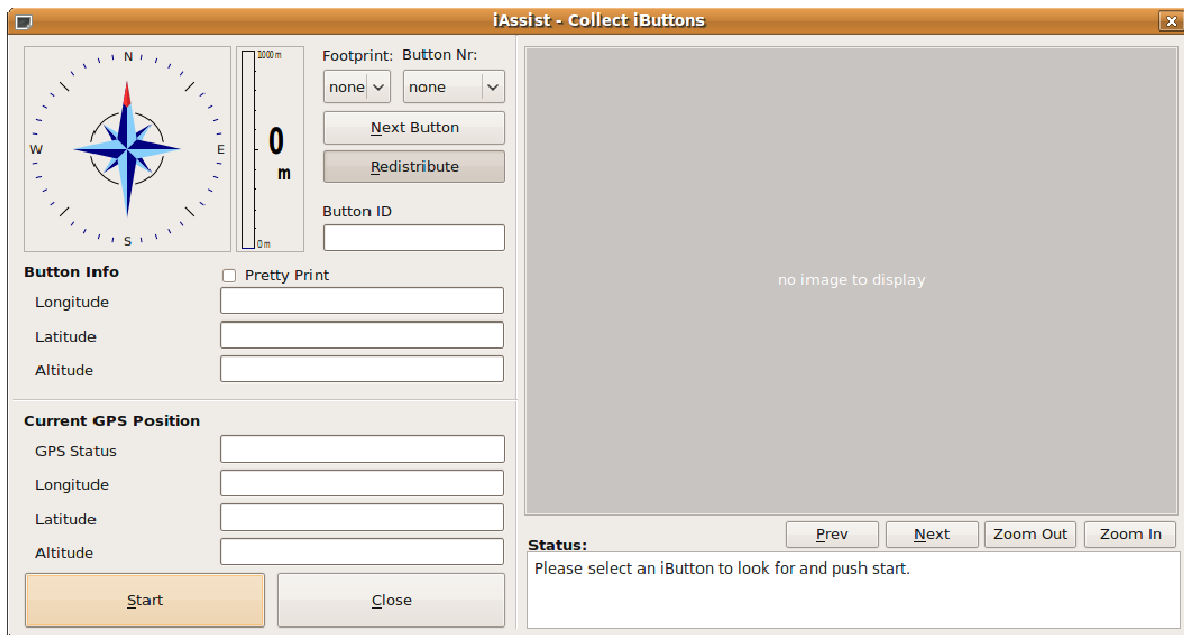 iAssist - Collect iButtons
N
W
E
S
1000 m
0
m
0 m
Footprint: Button Nr:
none none
Next Button
Redistribute
Button ID
Button Info
Pretty Print
Longitude
Latitude
Altitude
Current GPS Position
GPS Status
Longitude
Latitude
Altitude
Start Close
no image to display
Prev Next Zoom Out Zoom In
Status:
Please select an iButton to look for and push start.